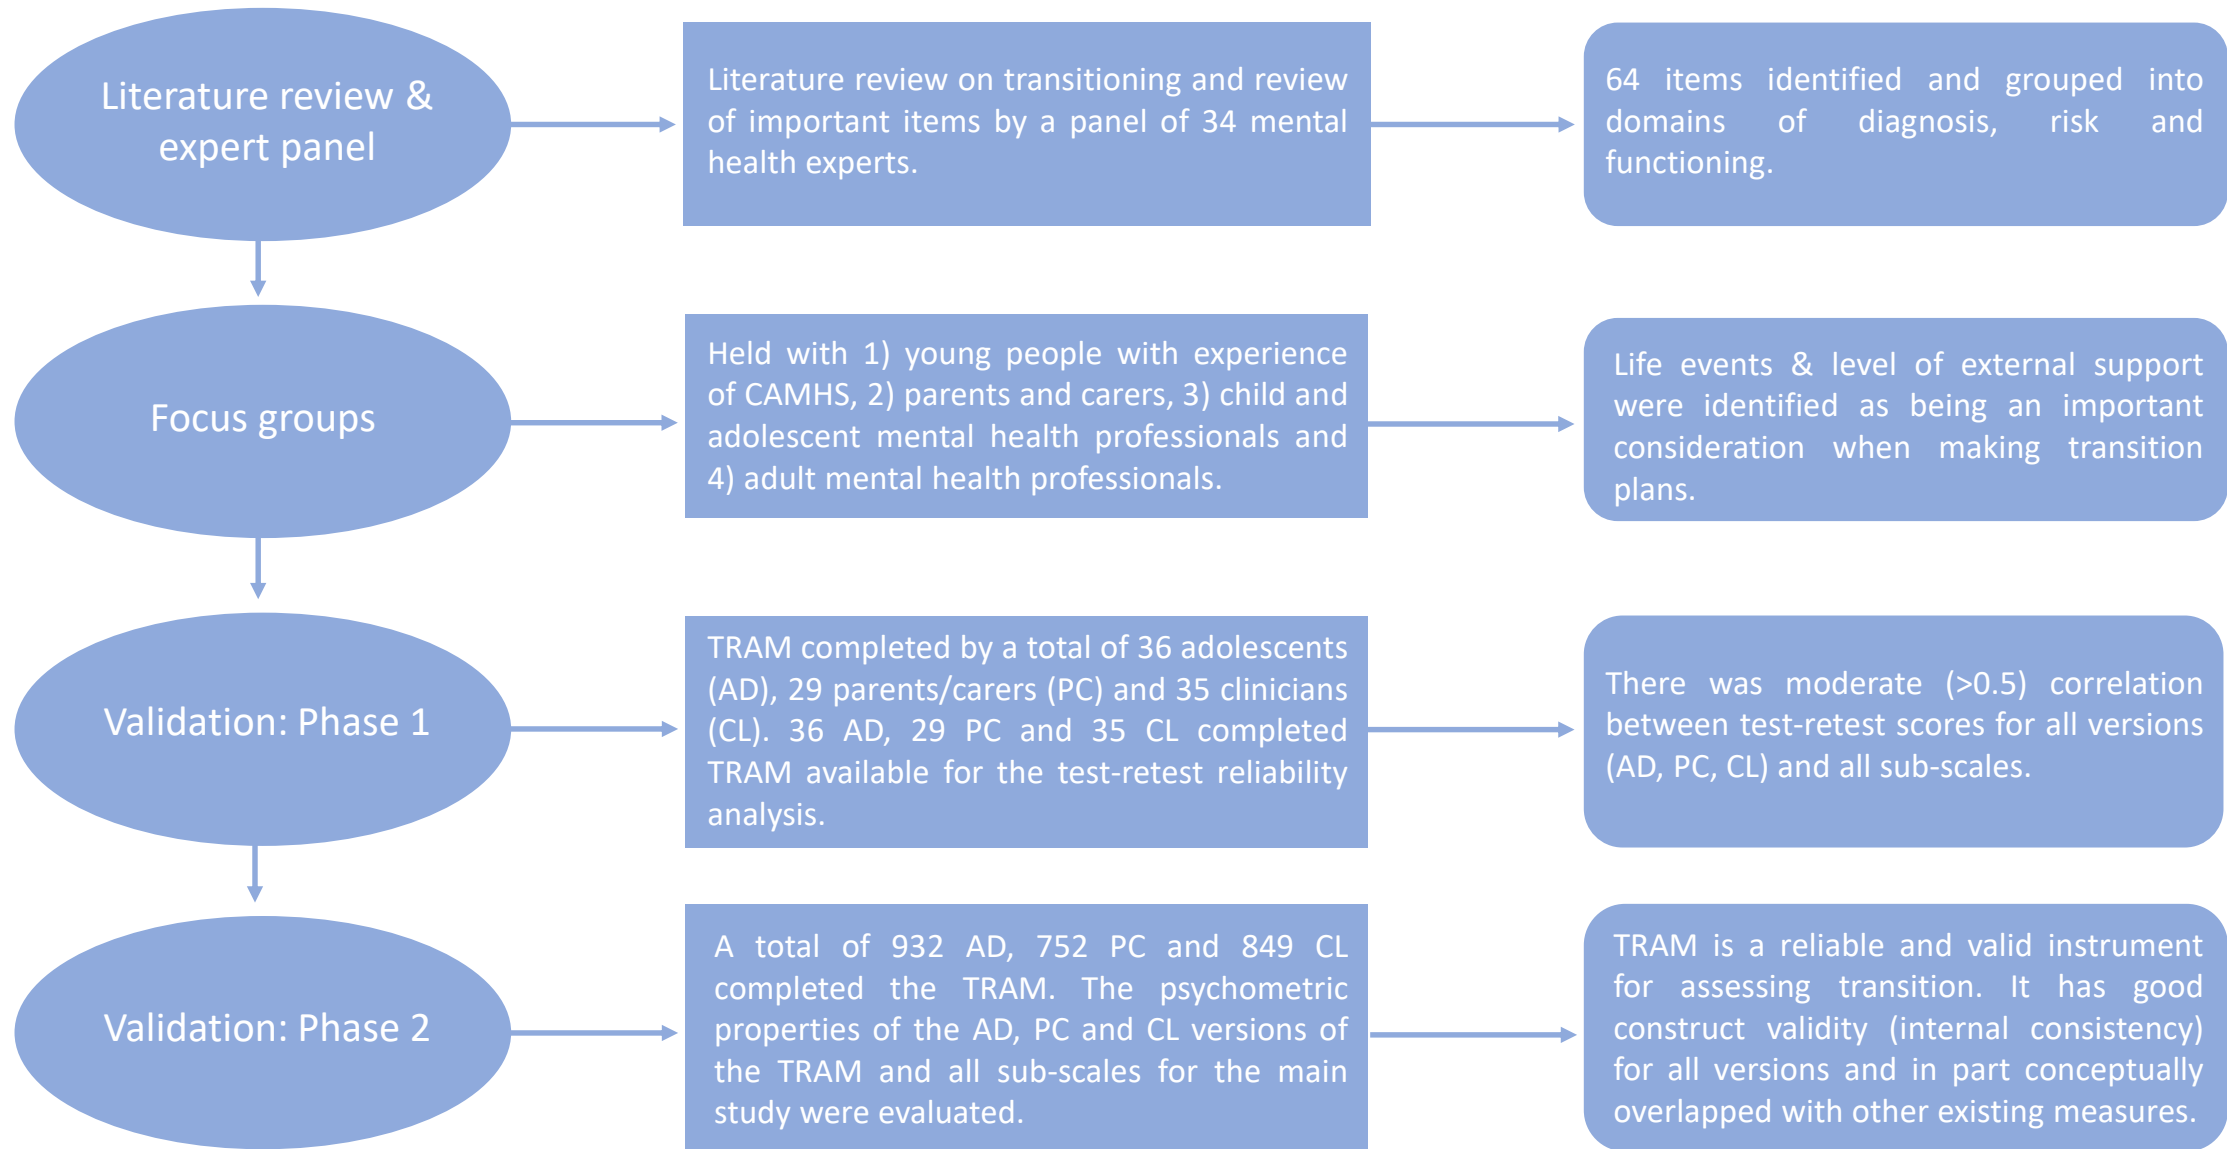 Literature review &
expert panel
Literature review on transitioning and review
of important items by a panel of 34 mental
health experts.
64 items identified and grouped into
domains of diagnosis, risk and
functioning.
Focus groups
Held with 1) young people with experience
of CAMHS, 2) parents and carers, 3) child and
adolescent mental health professionals and
4) adult mental health professionals.
Life events & level of external support
were identified as being an important
consideration when making transition
plans.
Validation: Phase 1
TRAM completed by a total of 36 adolescents
(AD), 29 parents/carers (PC) and 35 clinicians
(CL). 36 AD, 29 PC and 35 CL completed
TRAM available for the test-retest reliability
analysis.
There was moderate (>0.5) correlation
between test-retest scores for all versions
(AD, PC, CL) and all sub-scales.
Validation: Phase 2
A total of 932 AD, 752 PC and 849 CL
completed the TRAM. The psychometric
properties of the AD, PC and CL versions of
the TRAM and all sub-scales for the main
study were evaluated.
TRAM is a reliable and valid instrument
for assessing transition. It has good
construct validity (internal consistency)
for all versions and in part conceptually
overlapped with other existing measures.